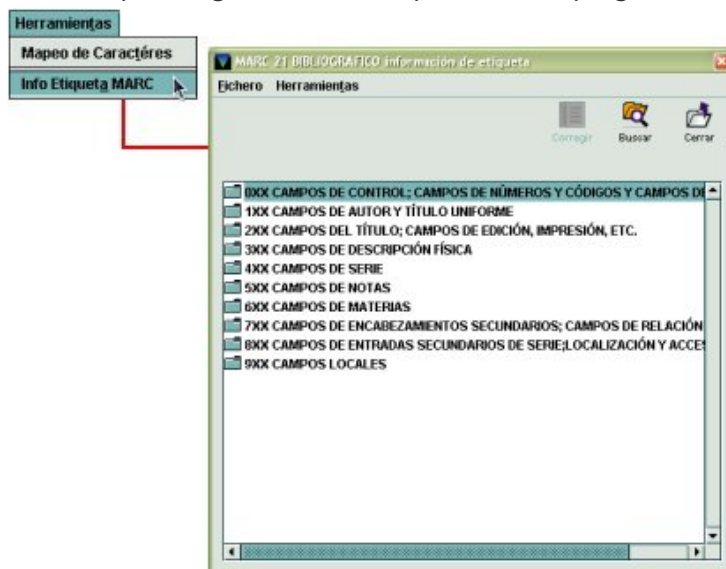 Herramientas
Mapeo de Caractéres
Info Etiqueta MARC
MARC 21 BIBLIOGRAFICO información de etiqueta
Fichero Herramientas
Corregir Buscar Cerrar
0XX CAMPOS DE CONTROL; CAMPOS DE NÚMEROS Y CÓDIGOS Y CAMPOS DE
1XX CAMPOS DE AUTOR Y TÍTULO UNIFORME
2XX CAMPOS DEL TÍTULO; CAMPOS DE EDICIÓN, IMPRESIÓN, ETC.
3XX CAMPOS DE DESCRIPCIÓN FÍSICA
4XX CAMPOS DE SERIE
5XX CAMPOS DE NOTAS
6XX CAMPOS DE MATERIAS
7XX CAMPOS DE ENCABEZAMIENTOS SECUNDARIOS; CAMPOS DE RELACIÓN
8XX CAMPOS DE ENTRADAS SECUNDARIOS DE SERIE;LOCALIZACIÓN Y
9XX CAMPOS LOCALES